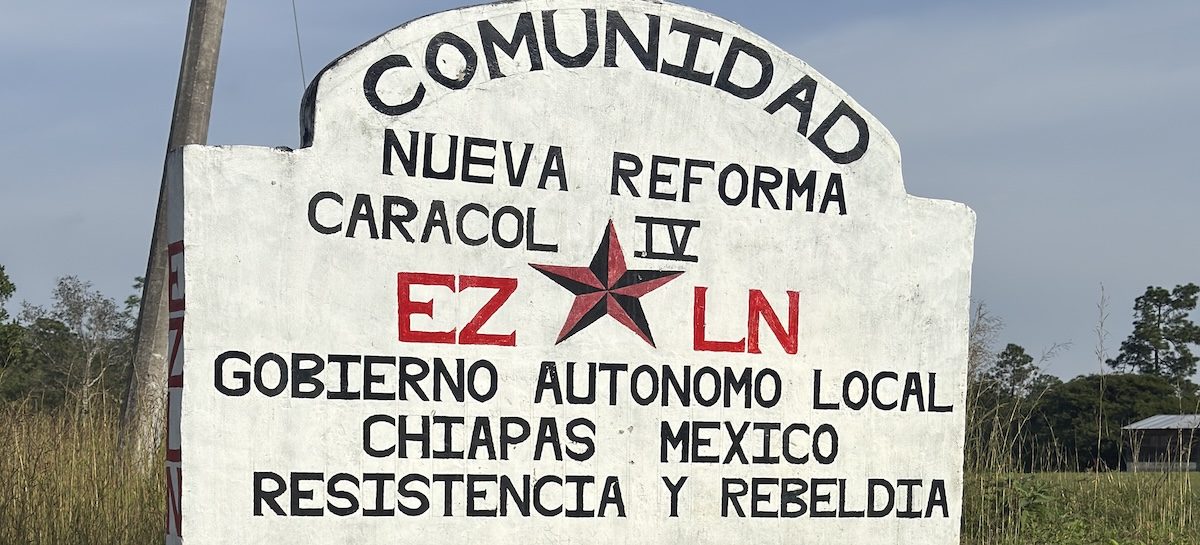 COMUNIDAD
NUEVA REFORMA
CARACOL IV
EZ LN
GOBIERNO AUTONOMO LOCAL
CHIAPAS MEXICO
RESISTENCIA Y REBELDIA